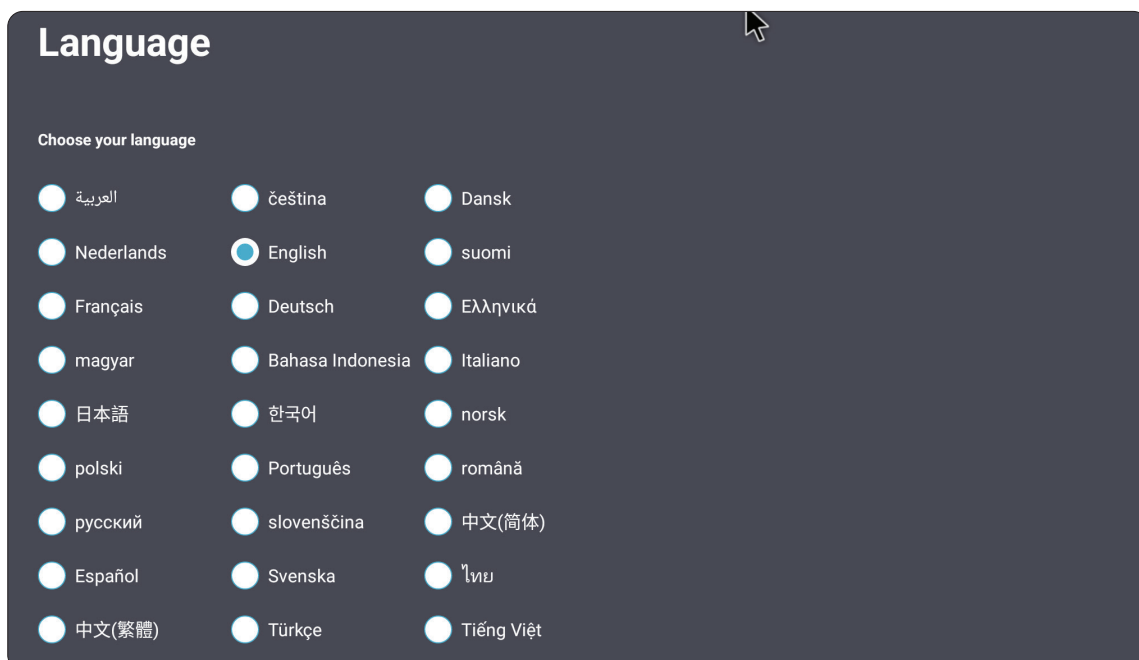 Language
Choose your language
العربية čeština Dansk
Nederlands English suomi
Français Deutsch Ελληνικά
magyar Bahasa Indonesia Italiano
日本語 한국어 norsk
polski Português română
русский slovenščina 中文(简体)
Español Svenska ไทย
中文(繁體) Türkçe Tiếng Việt